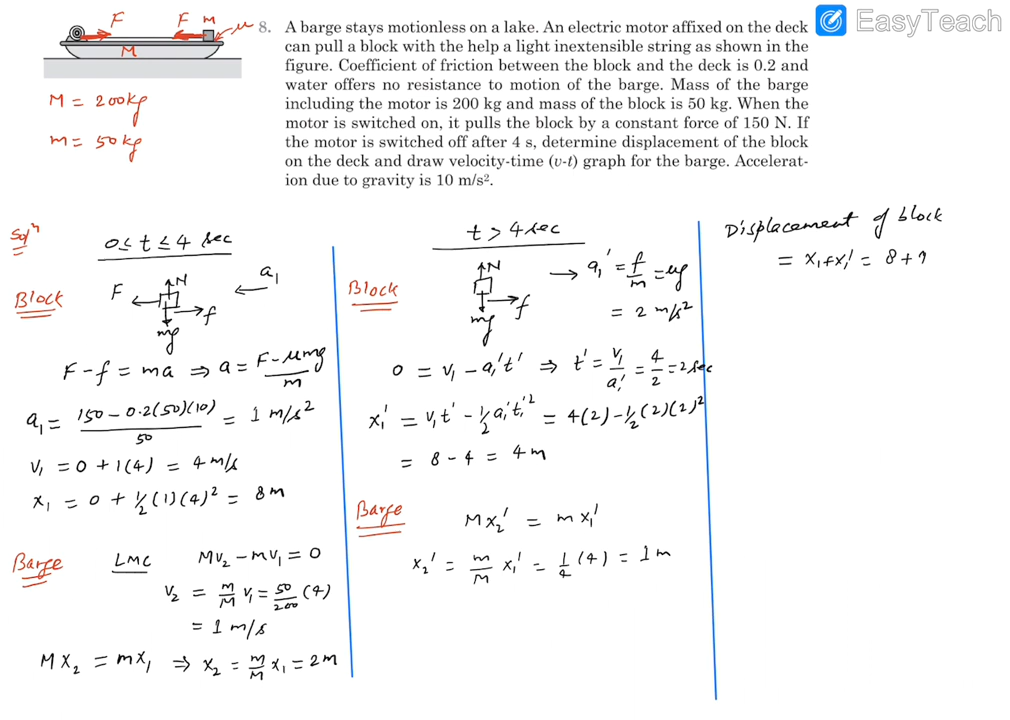 F F m μ
M
M = 200kg
m = 50kg
EasyTeach
8. A barge stays motionless on a lake. An electric motor affixed on the deck
can pull a block with the help a light inextensible string as shown in the
figure. Coefficient of friction between the block and the deck is 0.2 and
water offers no resistance to motion of the barge. Mass of the barge
including the motor is 200 kg and mass of the block is 50 kg. When the
motor is switched on, it pulls the block by a constant force of 150 N. If
the motor is switched off after 4 s, determine displacement of the block
on the deck and draw velocity-time (v-t) graph for the barge. Accelerat-
ion due to gravity is 10 m/s².
Solⁿ
0≤ t ≤ 4 sec
Block
F N f mg a₁
F - f = ma ⇒ a = F - μmg / m
a₁ = 150 - 0.2(50)(10) / 50 = 1 m/s²
v₁ = 0 + 1(4) = 4 m/s
x₁ = 0 + ½ (1)(4)² = 8m
Barge LMC Mv₂ - mv₁ = 0
v₂ = m/M v₁ = 50/200 (4)
= 1 m/s
Mx₂ = mx₁ ⇒ x₂ = m/M x₁ = 2m
t > 4 sec
Block
N f mg → a₁' = f/m = μg
= 2 m/s²
0 = v₁ - a₁'t' ⇒ t' = v₁/a₁' = 4/2 = 2 sec
x₁' = v₁t' - ½ a₁'t₁'² = 4(2) - ½(2)(2)²
= 8 - 4 = 4m
Barge
Mx₂' = mx₁'
x₂' = m/M x₁' = 1/4 (4) = 1m
Displacement of block
= x₁+x₁' = 8 +